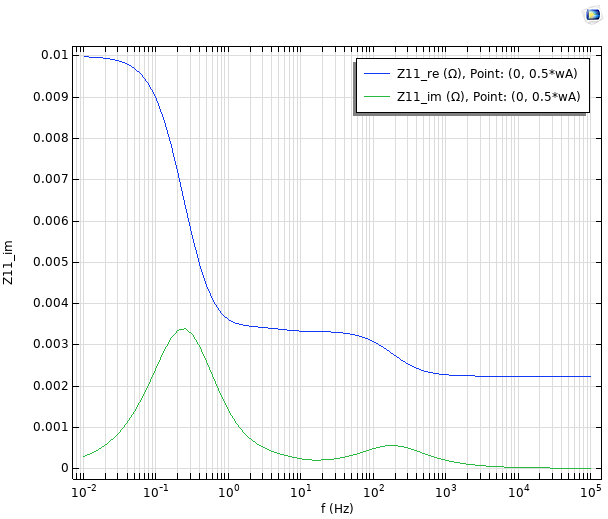 Z11_re (Ω), Point: (0, 0.5*wA)
Z11_im (Ω), Point: (0, 0.5*wA)
0.01
0.009
0.008
0.007
0.006
0.005
0.004
0.003
0.002
0.001
0
Z11_im
10⁻² 10⁻¹ 10⁰ 10¹ 10² 10³ 10⁴ 10⁵
f (Hz)